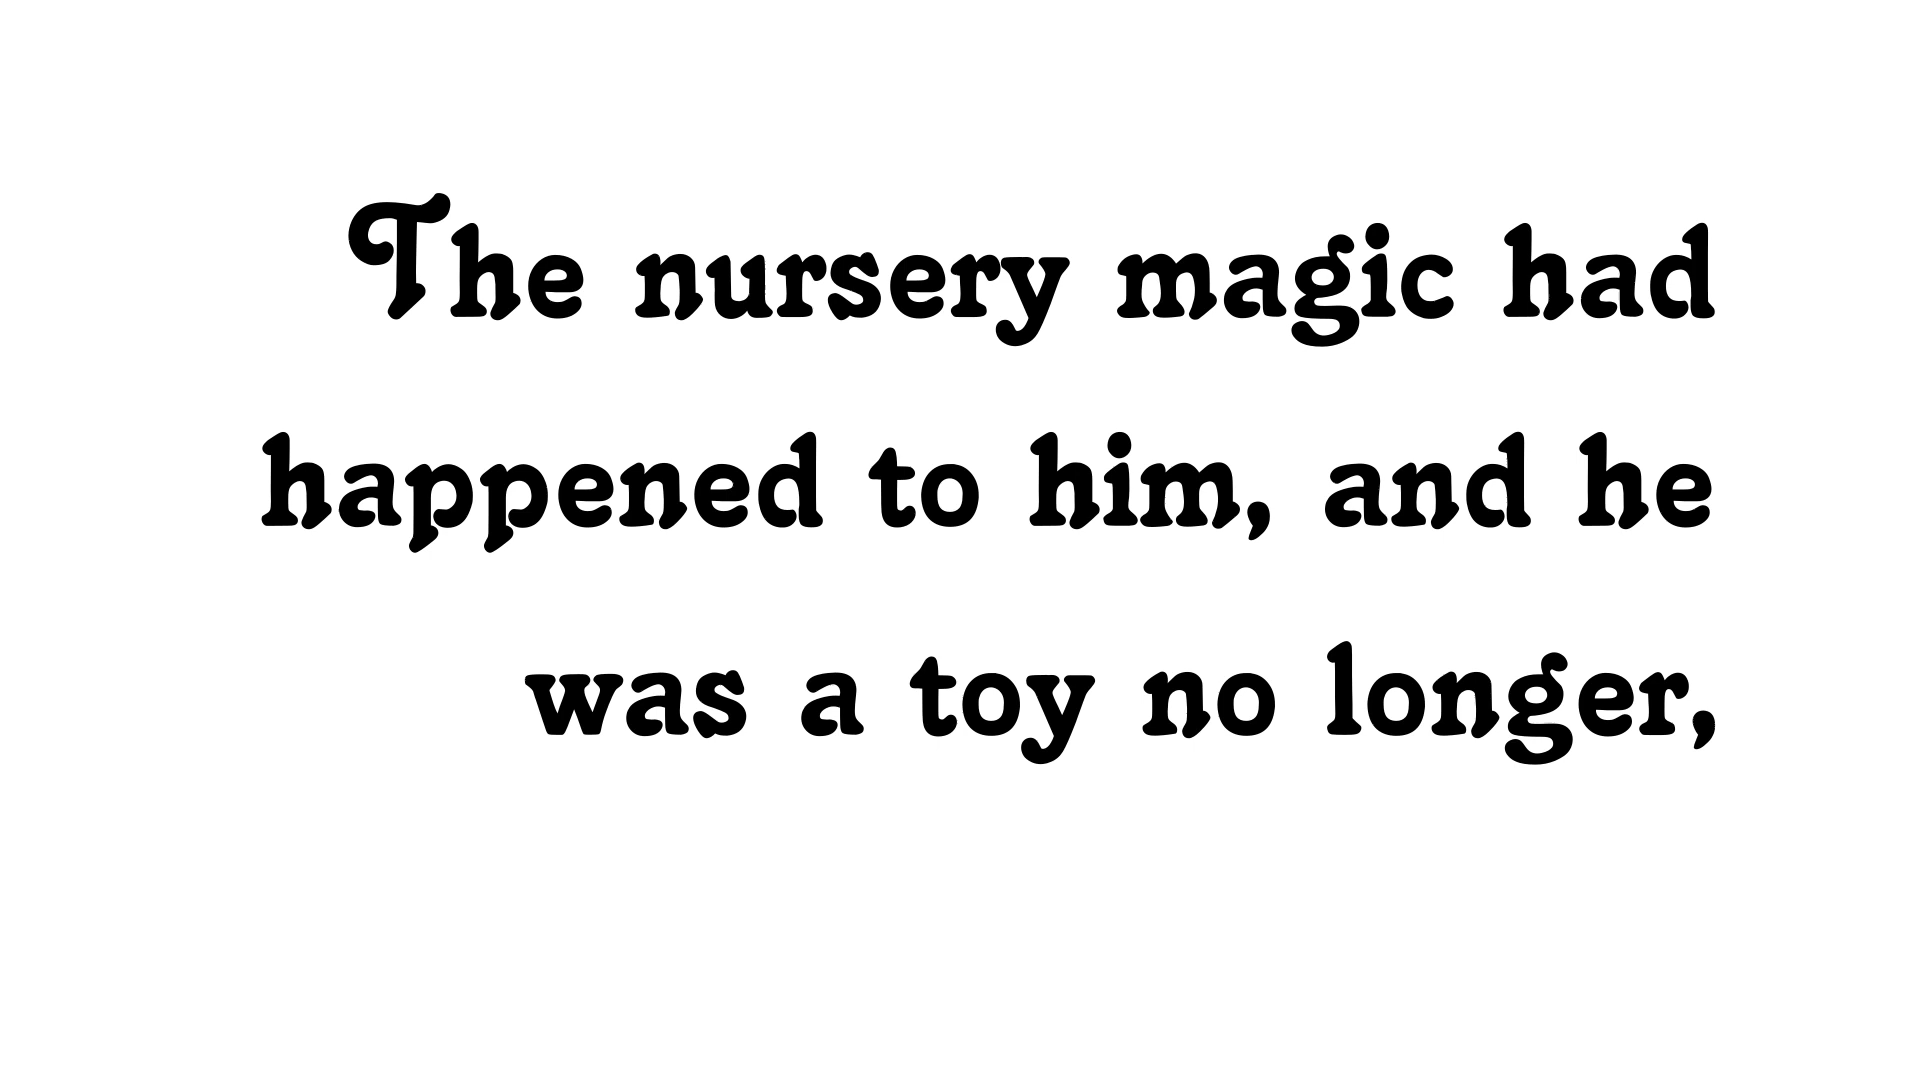 The nursery magic had
happened to him, and he
was a toy no longer,